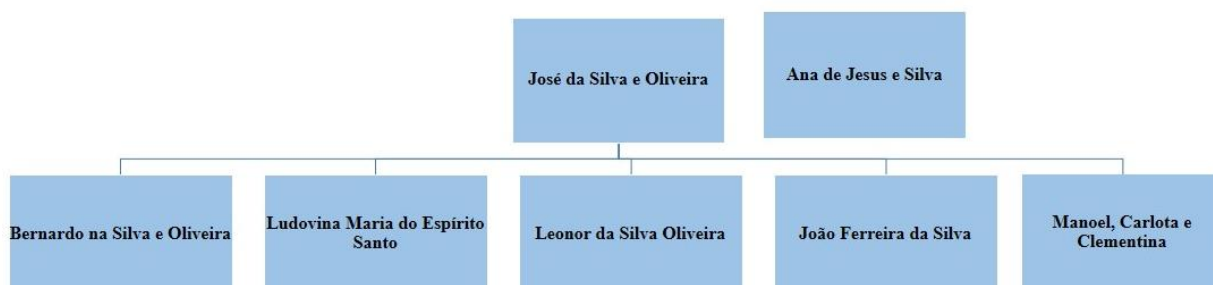 José da Silva e Oliveira
Ana de Jesus e Silva
Bernardo na Silva e Oliveira
Ludovina Maria do Espírito
Santo
Leonor da Silva Oliveira
João Ferreira da Silva
Manoel, Carlota e
Clementina